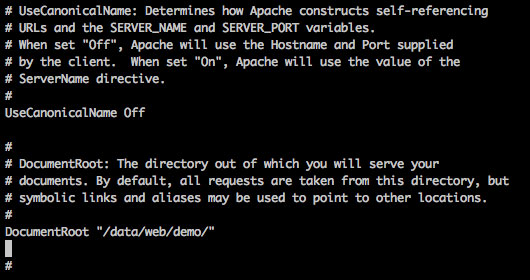 # UseCanonicalName: Determines how Apache constructs self-referencing
# URLs and the SERVER_NAME and SERVER_PORT variables.
# When set "Off", Apache will use the Hostname and Port supplied
# by the client.  When set "On", Apache will use the value of the
# ServerName directive.
#
UseCanonicalName Off
#
# DocumentRoot: The directory out of which you will serve your
# documents. By default, all requests are taken from this directory, but
# symbolic links and aliases may be used to point to other locations.
#
DocumentRoot "/data/web/demo/"
#